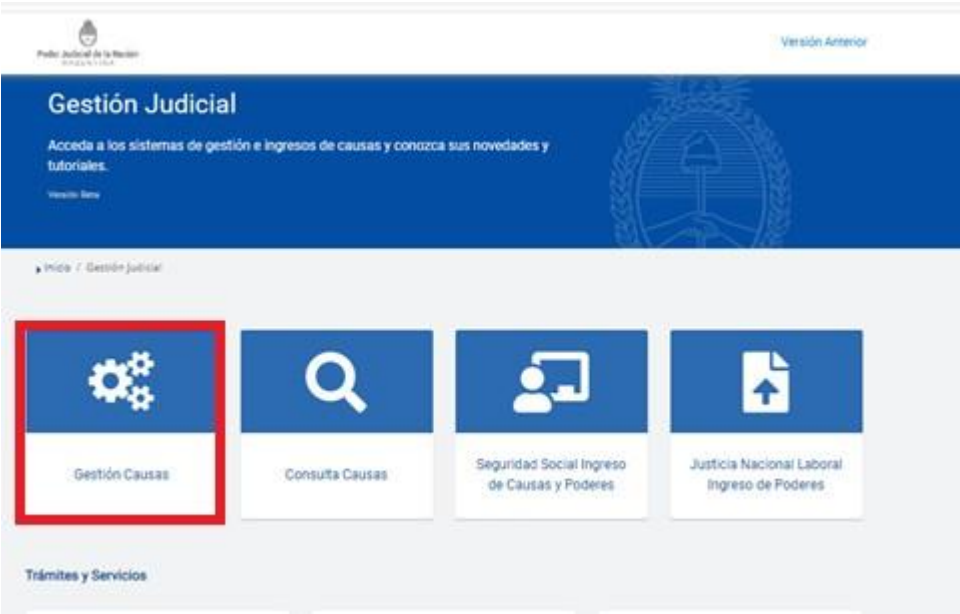 Poder Judicial de la Nación
ARGENTINA
Versión Anterior
Gestión Judicial
Acceda a los sistemas de gestión e ingresos de causas y conozca sus novedades y
tutoriales.
Versión Beta
Inicio / Gestión Judicial
Gestión Causas
Consulta Causas
Seguridad Social Ingreso
de Causas y Poderes
Justicia Nacional Laboral
Ingreso de Poderes
Trámites y Servicios